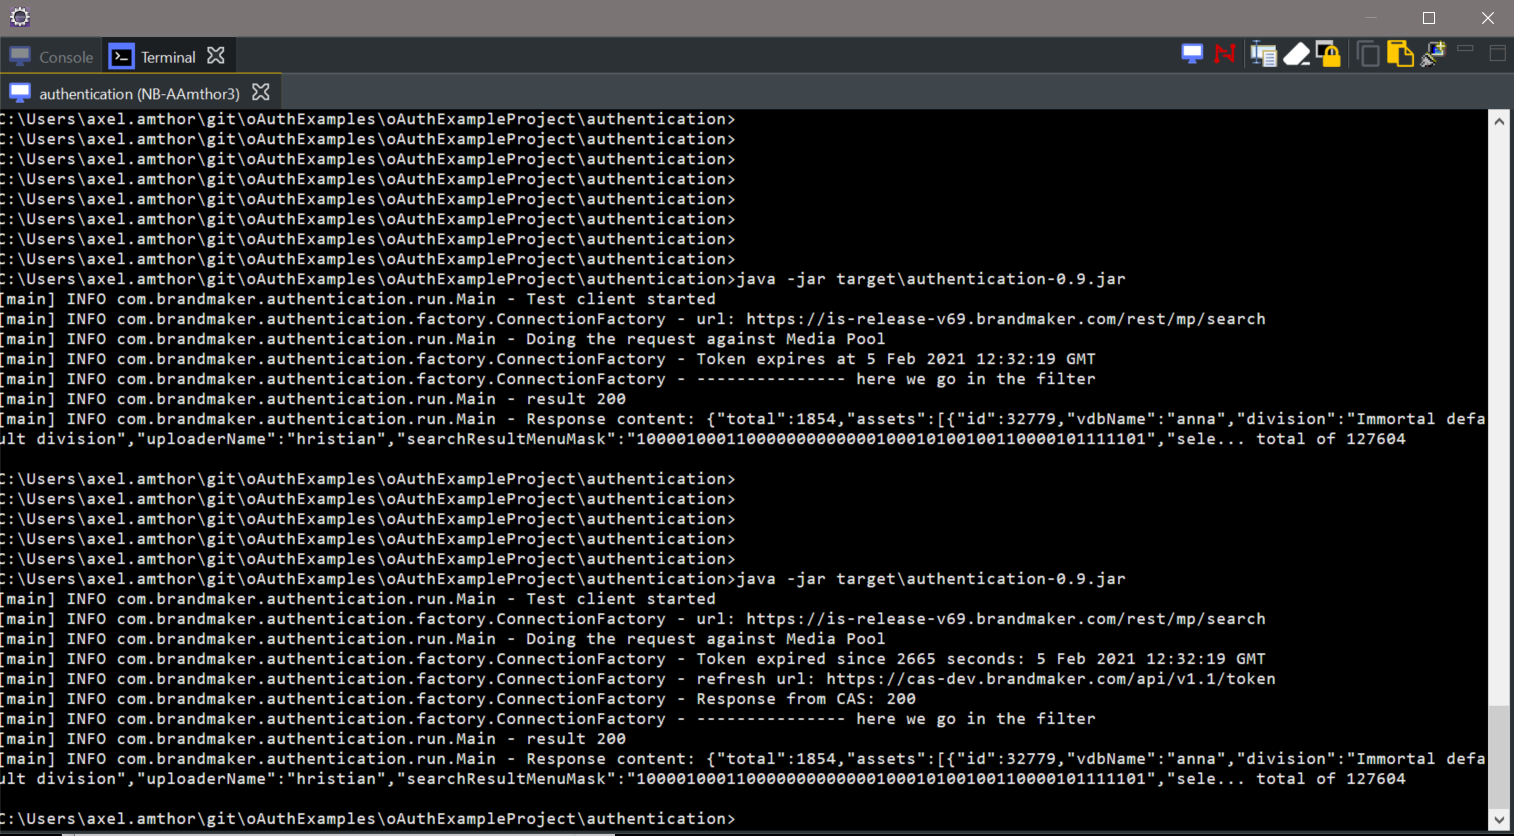 Console
Terminal
authentication (NB-AAmthor3)
C:\Users\axel.amthor\git\oAuthExamples\oAuthExampleProject\authentication>
C:\Users\axel.amthor\git\oAuthExamples\oAuthExampleProject\authentication>
C:\Users\axel.amthor\git\oAuthExamples\oAuthExampleProject\authentication>
C:\Users\axel.amthor\git\oAuthExamples\oAuthExampleProject\authentication>
C:\Users\axel.amthor\git\oAuthExamples\oAuthExampleProject\authentication>
C:\Users\axel.amthor\git\oAuthExamples\oAuthExampleProject\authentication>
C:\Users\axel.amthor\git\oAuthExamples\oAuthExampleProject\authentication>
C:\Users\axel.amthor\git\oAuthExamples\oAuthExampleProject\authentication>
C:\Users\axel.amthor\git\oAuthExamples\oAuthExampleProject\authentication>java -jar target\authentication-0.9.jar
[main] INFO com.brandmaker.authentication.run.Main - Test client started
[main] INFO com.brandmaker.authentication.factory.ConnectionFactory - url: https://is-release-v69.brandmaker.com/rest/mp/search
[main] INFO com.brandmaker.authentication.run.Main - Doing the request against Media Pool
[main] INFO com.brandmaker.authentication.factory.ConnectionFactory - Token expires at 5 Feb 2021 12:32:19 GMT
[main] INFO com.brandmaker.authentication.factory.ConnectionFactory - --------------- here we go in the filter
[main] INFO com.brandmaker.authentication.run.Main - result 200
[main] INFO com.brandmaker.authentication.run.Main - Response content: {"total":1854,"assets":[{"id":32779,"vdbName":"anna","division":"Immortal defa
ult division","uploaderName":"hristian","searchResultMenuMask":"100001000110000000000000100010100100110000101111101","sele... total of 127604
C:\Users\axel.amthor\git\oAuthExamples\oAuthExampleProject\authentication>
C:\Users\axel.amthor\git\oAuthExamples\oAuthExampleProject\authentication>
C:\Users\axel.amthor\git\oAuthExamples\oAuthExampleProject\authentication>
C:\Users\axel.amthor\git\oAuthExamples\oAuthExampleProject\authentication>
C:\Users\axel.amthor\git\oAuthExamples\oAuthExampleProject\authentication>
C:\Users\axel.amthor\git\oAuthExamples\oAuthExampleProject\authentication>java -jar target\authentication-0.9.jar
[main] INFO com.brandmaker.authentication.run.Main - Test client started
[main] INFO com.brandmaker.authentication.factory.ConnectionFactory - url: https://is-release-v69.brandmaker.com/rest/mp/search
[main] INFO com.brandmaker.authentication.run.Main - Doing the request against Media Pool
[main] INFO com.brandmaker.authentication.factory.ConnectionFactory - Token expired since 2665 seconds: 5 Feb 2021 12:32:19 GMT
[main] INFO com.brandmaker.authentication.factory.ConnectionFactory - refresh url: https://cas-dev.brandmaker.com/api/v1.1/token
[main] INFO com.brandmaker.authentication.factory.ConnectionFactory - Response from CAS: 200
[main] INFO com.brandmaker.authentication.factory.ConnectionFactory - --------------- here we go in the filter
[main] INFO com.brandmaker.authentication.run.Main - result 200
[main] INFO com.brandmaker.authentication.run.Main - Response content: {"total":1854,"assets":[{"id":32779,"vdbName":"anna","division":"Immortal defa
ult division","uploaderName":"hristian","searchResultMenuMask":"100001000110000000000000100010100100110000101111101","sele... total of 127604
C:\Users\axel.amthor\git\oAuthExamples\oAuthExampleProject\authentication>